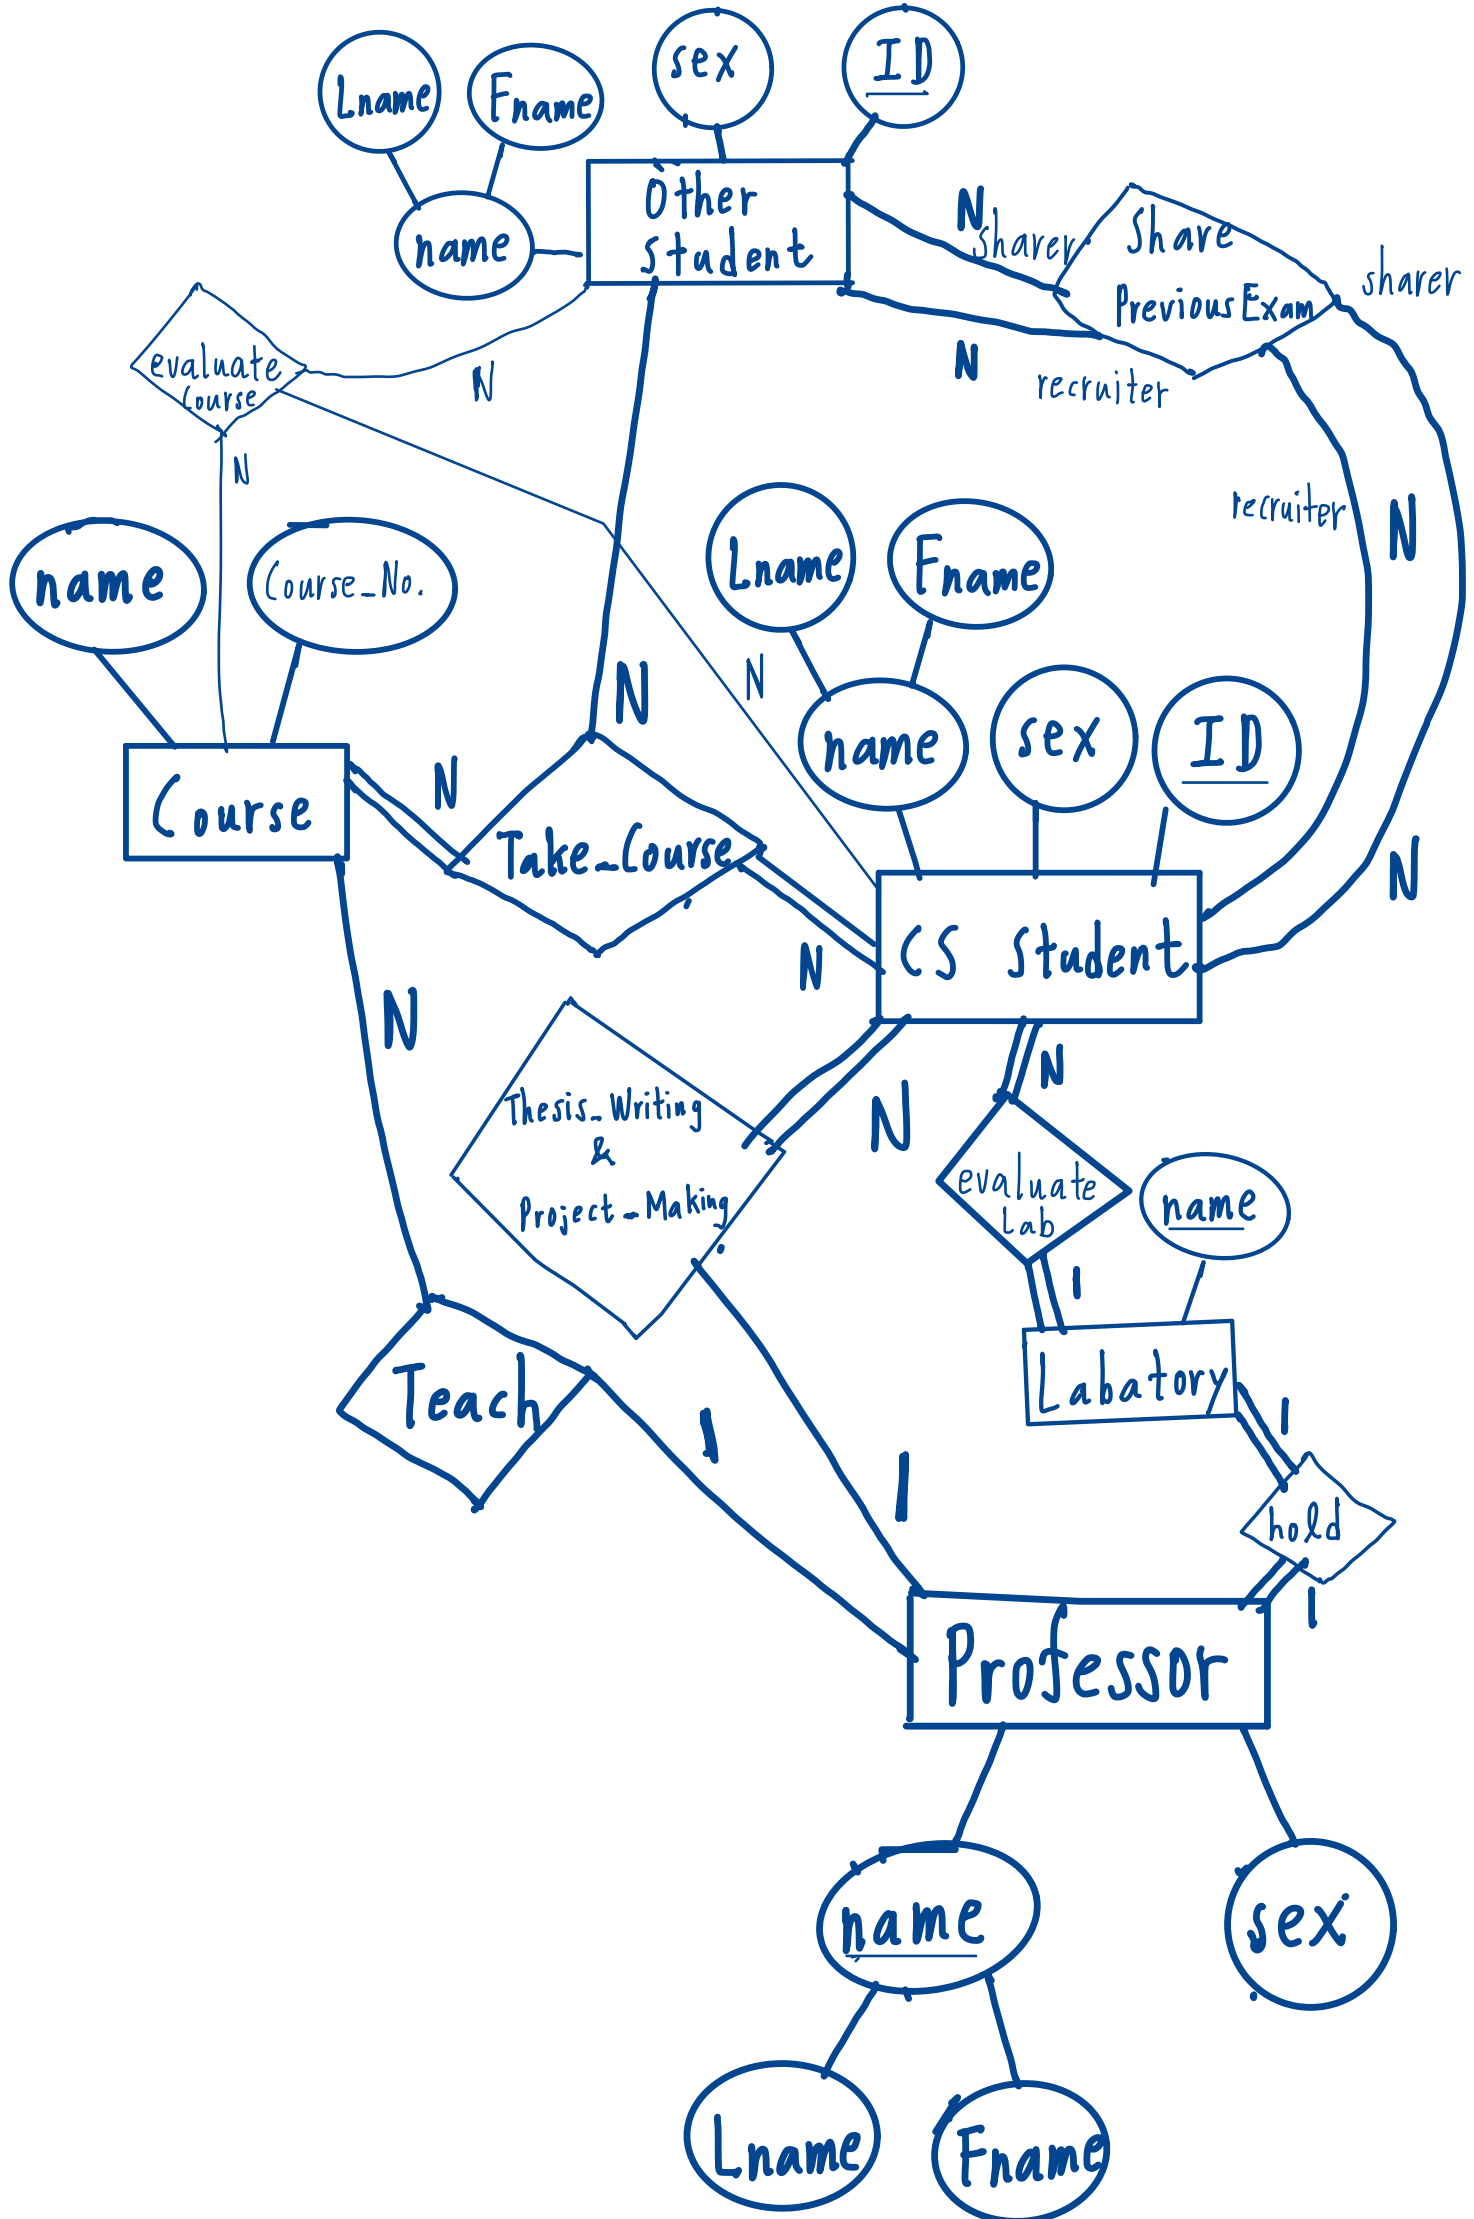 Lname
Fname
sex
ID
name
Other
student
N
sharer
Share
Previous Exam
sharer
N
recruiter
evaluate
Course
N
N
name
Course_No.
Lname
Fname
recruiter
N
N
N
name
sex
ID
Course
N
Take_Course
N
CS Student
N
N
Thesis_Writing
&
Project_Making
N
N
evaluate
Lab
name
1
Labatory
Teach
1
1
1
hold
1
Professor
name
sex
Lname
Fname